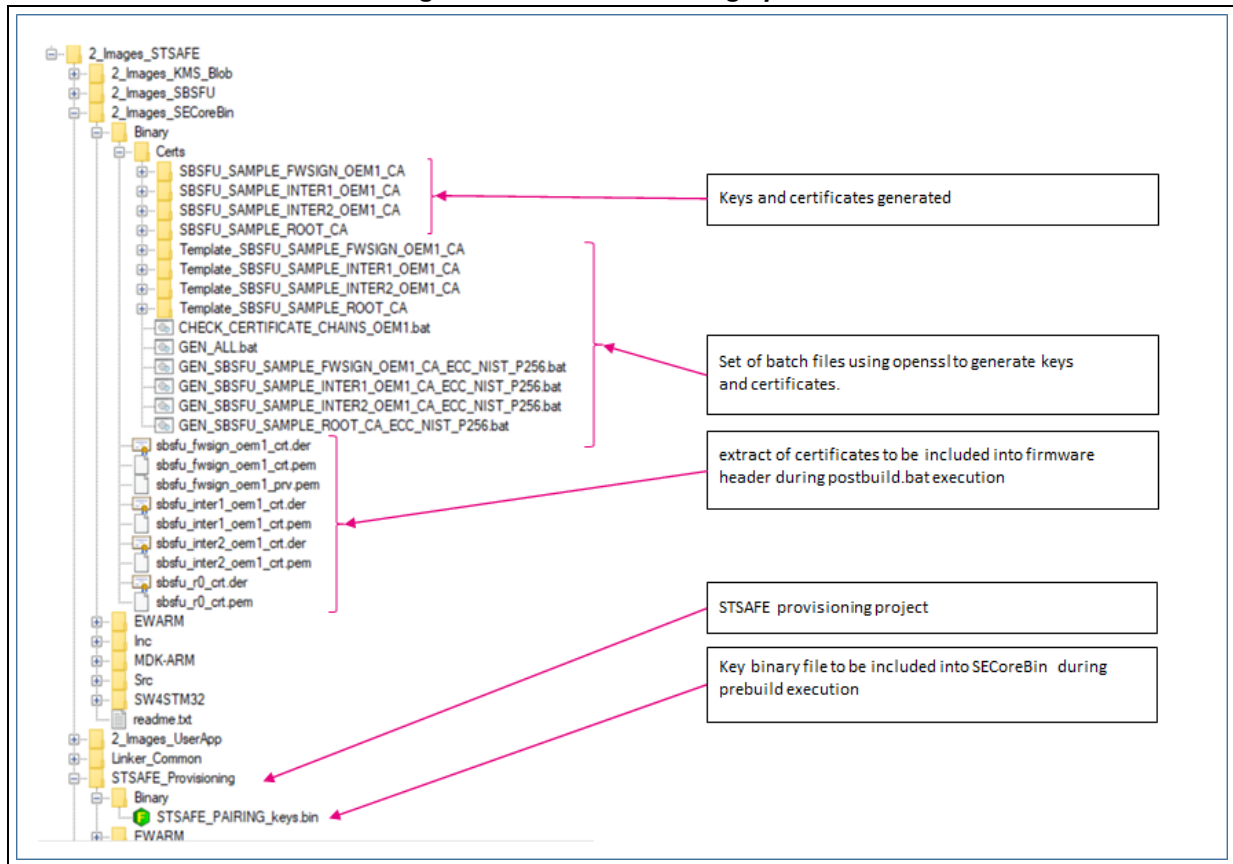 2_Images_STSAFE
2_Images_KMS_Blob
2_Images_SBSFU
2_Images_SECoreBin
Binary
Certs
SBSFU_SAMPLE_FWSIGN_OEM1_CA
SBSFU_SAMPLE_INTER1_OEM1_CA
SBSFU_SAMPLE_INTER2_OEM1_CA
SBSFU_SAMPLE_ROOT_CA
Template_SBSFU_SAMPLE_FWSIGN_OEM1_CA
Template_SBSFU_SAMPLE_INTER1_OEM1_CA
Template_SBSFU_SAMPLE_INTER2_OEM1_CA
Template_SBSFU_SAMPLE_ROOT_CA
CHECK_CERTIFICATE_CHAINS_OEM1.bat
GEN_ALL.bat
GEN_SBSFU_SAMPLE_FWSIGN_OEM1_CA_ECC_NIST_P256.bat
GEN_SBSFU_SAMPLE_INTER1_OEM1_CA_ECC_NIST_P256.bat
GEN_SBSFU_SAMPLE_INTER2_OEM1_CA_ECC_NIST_P256.bat
GEN_SBSFU_SAMPLE_ROOT_CA_ECC_NIST_P256.bat
sbsfu_fwsign_oem1_crt.der
sbsfu_fwsign_oem1_crt.pem
sbsfu_fwsign_oem1_prv.pem
sbsfu_inter1_oem1_crt.der
sbsfu_inter1_oem1_crt.pem
sbsfu_inter2_oem1_crt.der
sbsfu_inter2_oem1_crt.pem
sbsfu_r0_crt.der
sbsfu_r0_crt.pem
EWARM
Inc
MDK-ARM
Src
SW4STM32
readme.txt
2_Images_UserApp
Linker_Common
STSAFE_Provisioning
Binary
STSAFE_PAIRING_keys.bin
EWARM
Keys and certificates generated
Set of batch files using openssl to generate keys
and certificates.
extract of certificates to be included into firmware
header during postbuild.bat execution
STSAFE provisioning project
Key binary file to be included into SECoreBin during
prebuild execution